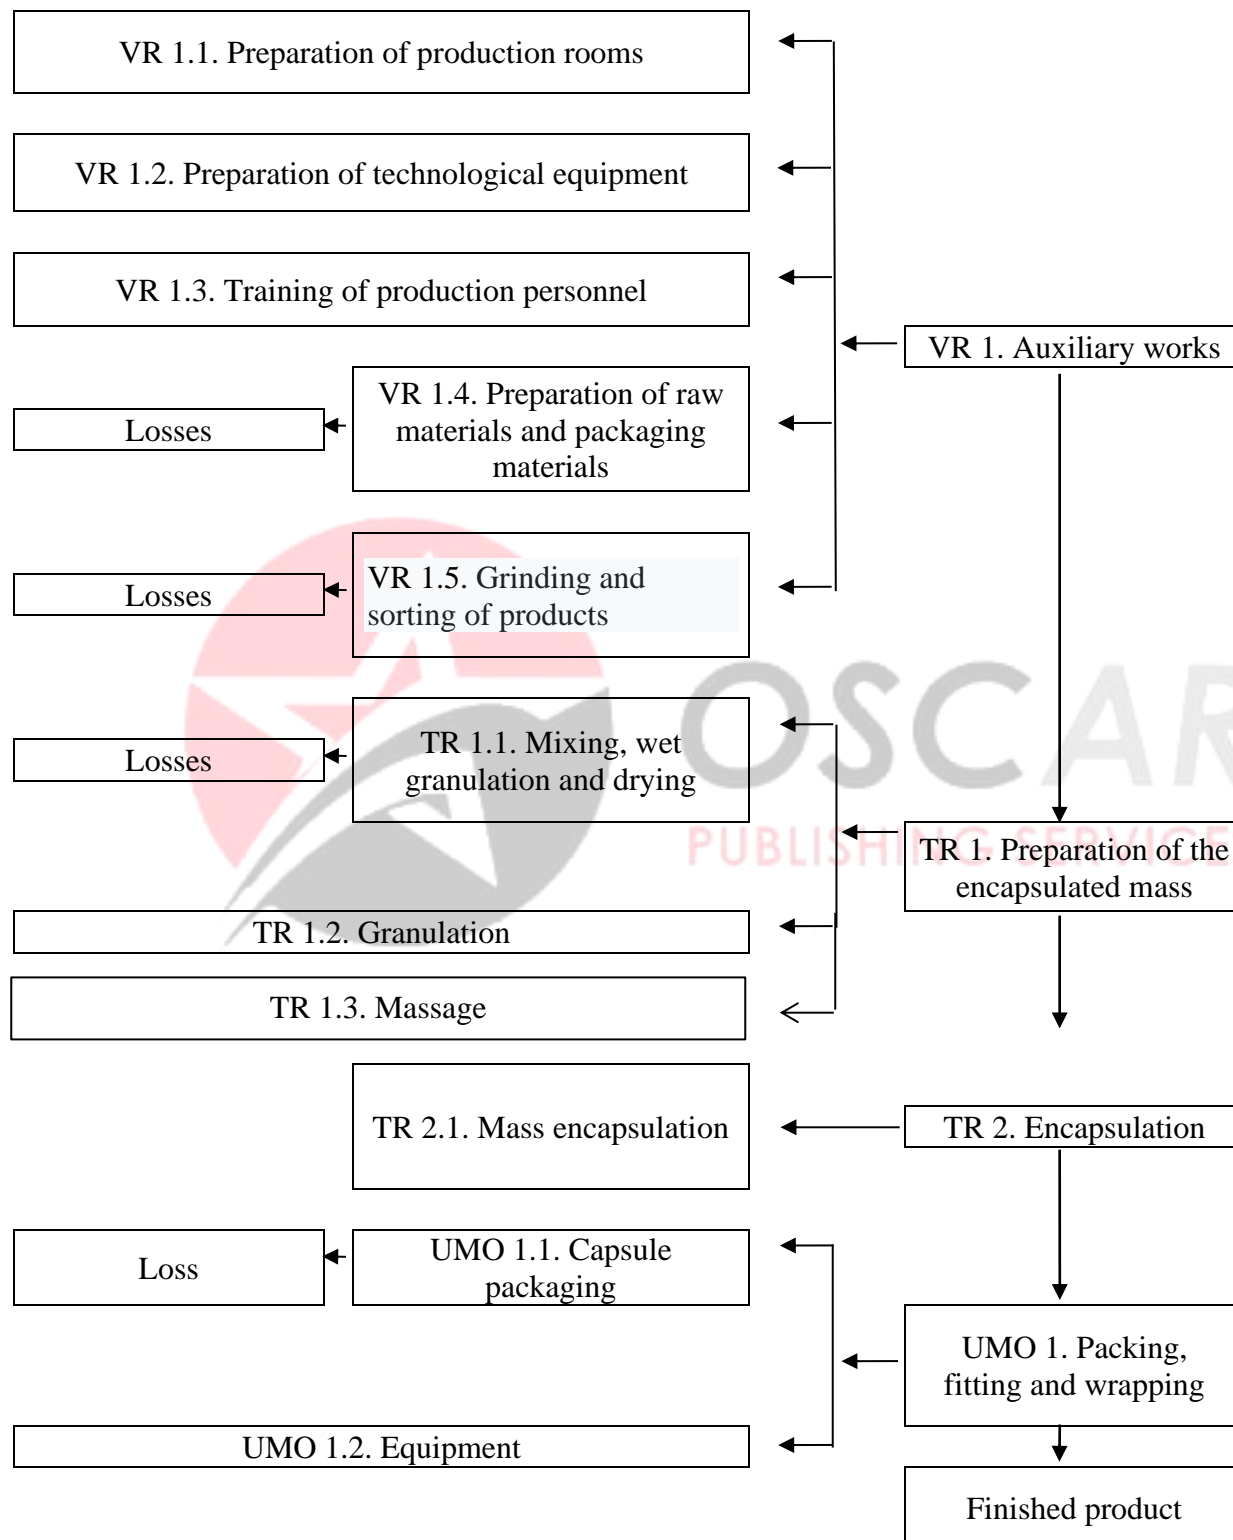 VR 1.1. Preparation of production rooms
VR 1.2. Preparation of technological equipment
VR 1.3. Training of production personnel
VR 1. Auxiliary works
VR 1.4. Preparation of raw
materials and packaging
materials
Losses
VR 1.5. Grinding and
sorting of products
Losses
TR 1.1. Mixing, wet
granulation and drying
Losses
OSCAR
PUBLISHING SERVICE
TR 1. Preparation of the
encapsulated mass
TR 1.2. Granulation
TR 1.3. Massage
TR 2.1. Mass encapsulation
TR 2. Encapsulation
UMO 1.1. Capsule
packaging
Loss
UMO 1. Packing,
fitting and wrapping
UMO 1.2. Equipment
Finished product